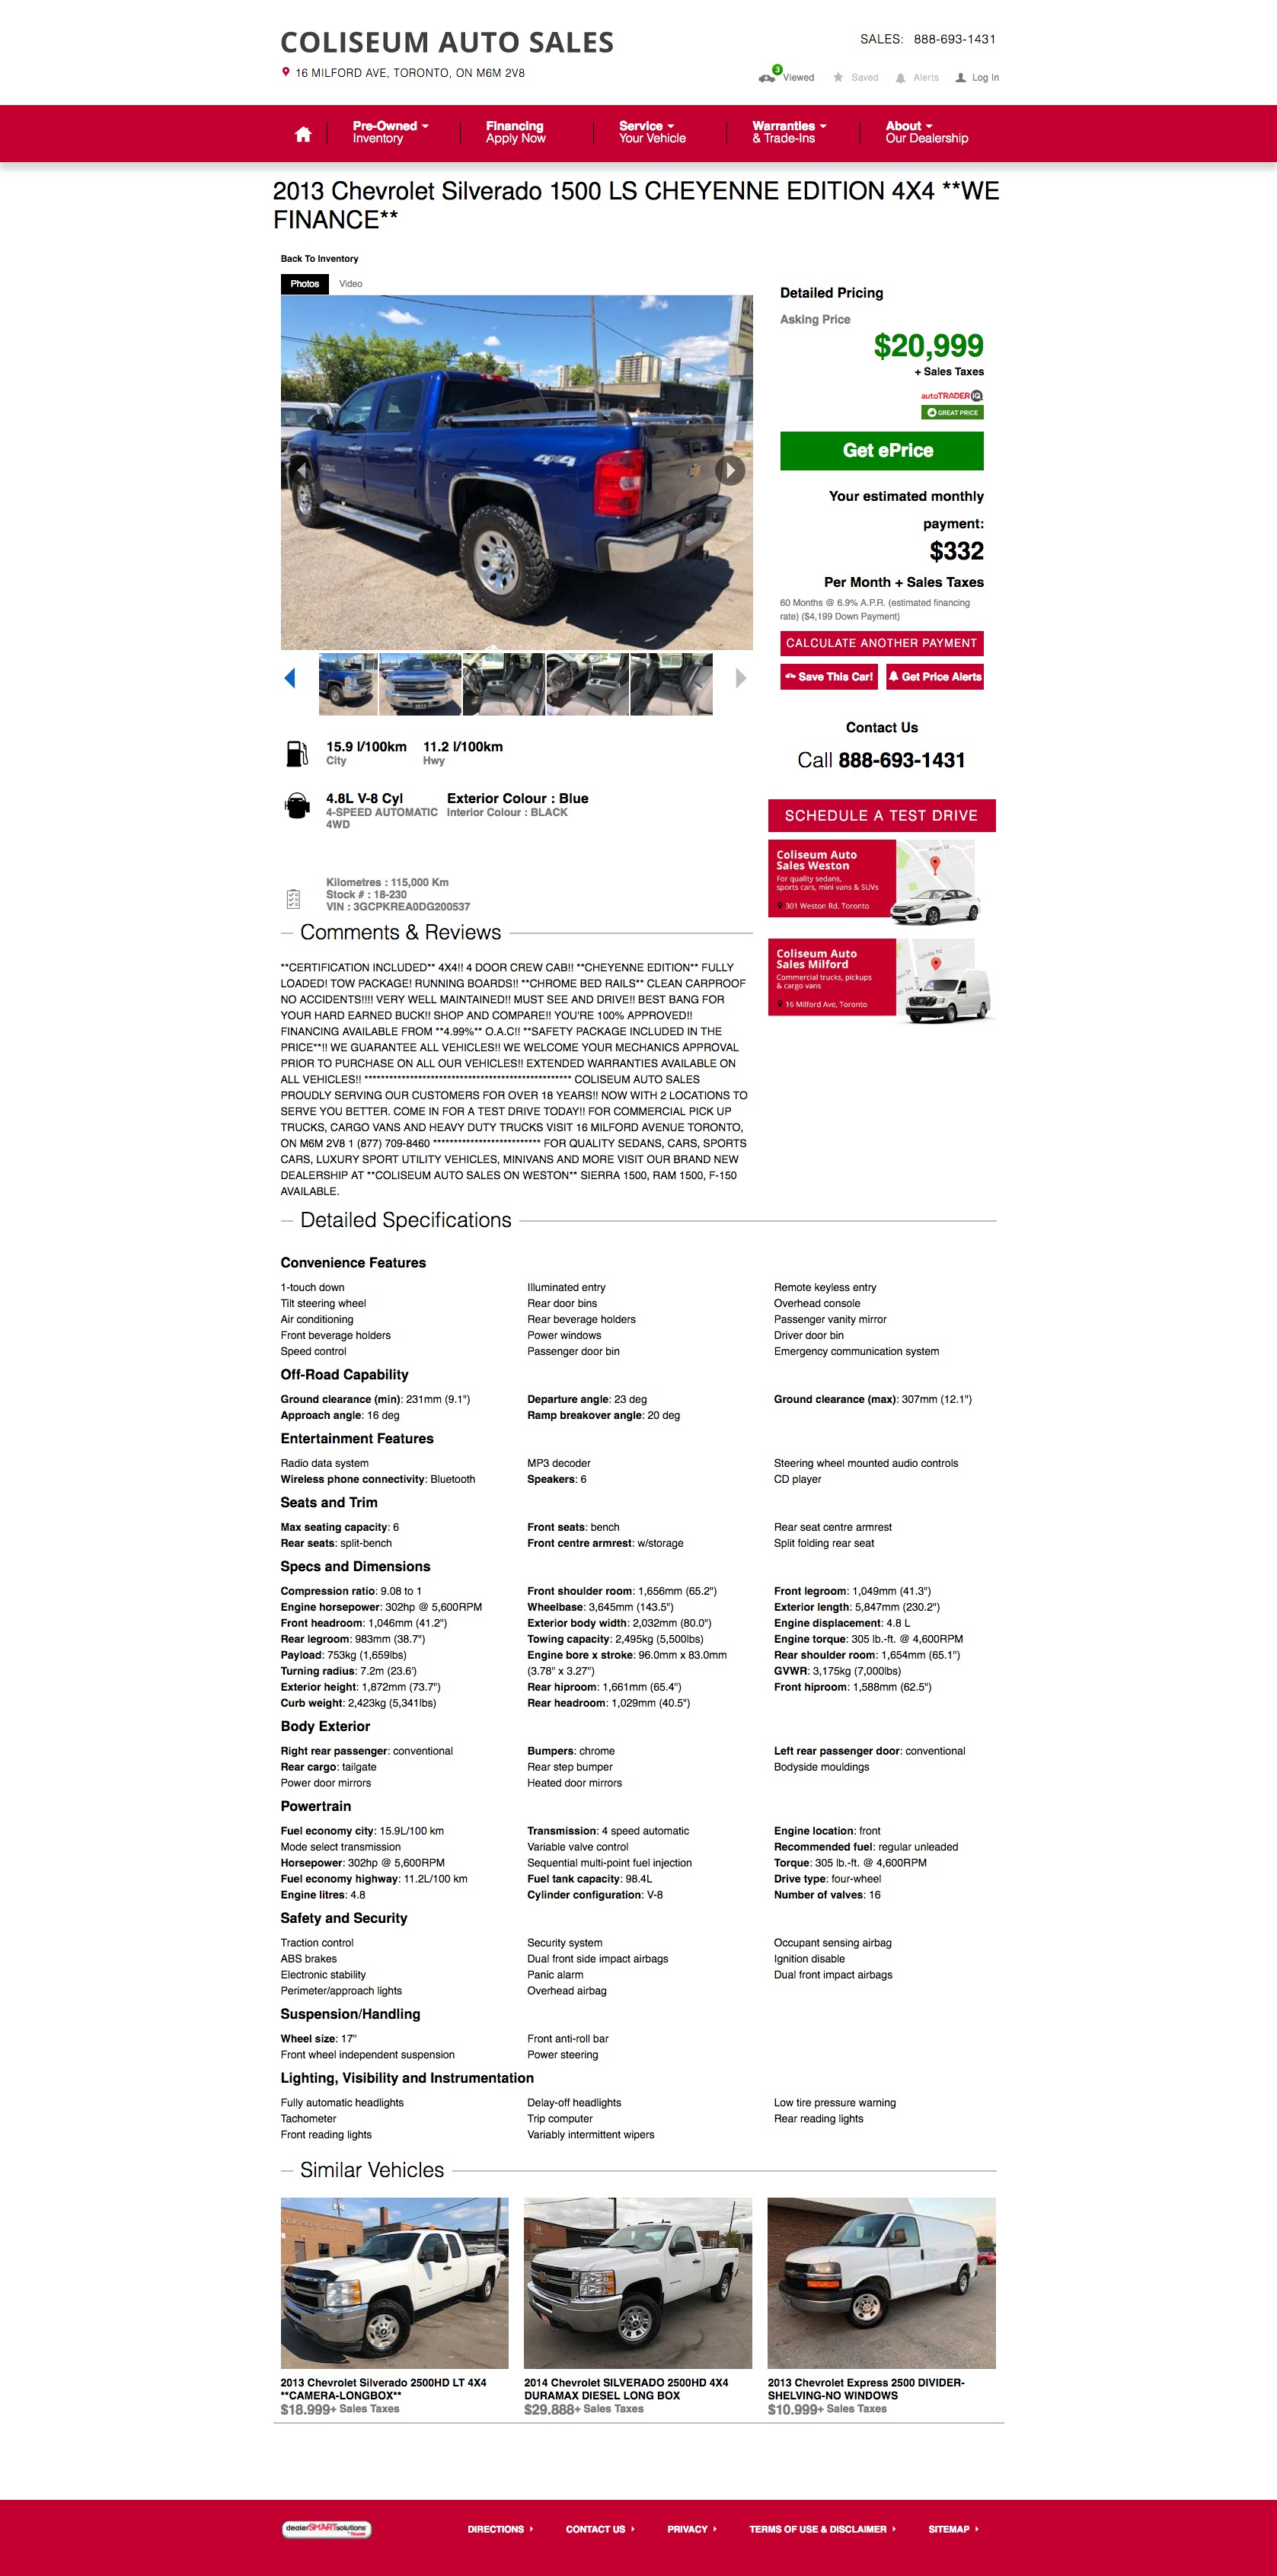 COLISEUM AUTO SALES
16 MILFORD AVE, TORONTO, ON M6M 2V8
SALES: 888-693-1431
3
Viewed
Saved
Alerts
Log In
Pre-Owned
Inventory
Financing
Apply Now
Service
Your Vehicle
Warranties
& Trade-Ins
About
Our Dealership
2013 Chevrolet Silverado 1500 LS CHEYENNE EDITION 4X4 **WE
FINANCE**
Back To Inventory
Photos
Video
4x4
Detailed Pricing
Asking Price
$20,999
+ Sales Taxes
autoTRADER IQ
GREAT PRICE
Get ePrice
Your estimated monthly
payment:
$332
Per Month + Sales Taxes
60 Months @ 6.9% A.P.R. (estimated financing
rate) ($4,199 Down Payment)
CALCULATE ANOTHER PAYMENT
Save This Car!
Get Price Alerts
Contact Us
Call 888-693-1431
SCHEDULE A TEST DRIVE
Coliseum Auto
Sales Weston
For quality sedans,
sports cars, mini vans & SUVs
301 Weston Rd. Toronto
Coliseum Auto
Sales Milford
Commercial trucks, pickups
& cargo vans
16 Milford Ave, Toronto
15.9 l/100km
City
11.2 l/100km
Hwy
4.8L V-8 Cyl
4-SPEED AUTOMATIC
4WD
Exterior Colour : Blue
Interior Colour : BLACK
Kilometres : 115,000 Km
Stock # : 18-230
VIN : 3GCPKREA0DG200537
Comments & Reviews
**CERTIFICATION INCLUDED** 4X4!! 4 DOOR CREW CAB!! **CHEYENNE EDITION** FULLY
LOADED! TOW PACKAGE! RUNNING BOARDS!! **CHROME BED RAILS** CLEAN CARPROOF
NO ACCIDENTS!!!! VERY WELL MAINTAINED!! MUST SEE AND DRIVE!! BEST BANG FOR
YOUR HARD EARNED BUCK!! SHOP AND COMPARE!! YOU'RE 100% APPROVED!!
FINANCING AVAILABLE FROM **4.99%** O.A.C!! **SAFETY PACKAGE INCLUDED IN THE
PRICE**!! WE GUARANTEE ALL VEHICLES!! WE WELCOME YOUR MECHANICS APPROVAL
PRIOR TO PURCHASE ON ALL OUR VEHICLES!! EXTENDED WARRANTIES AVAILABLE ON
ALL VEHICLES!! ************************************************** COLISEUM AUTO SALES
PROUDLY SERVING OUR CUSTOMERS FOR OVER 18 YEARS!! NOW WITH 2 LOCATIONS TO
SERVE YOU BETTER. COME IN FOR A TEST DRIVE TODAY!! FOR COMMERCIAL PICK UP
TRUCKS, CARGO VANS AND HEAVY DUTY TRUCKS VISIT 16 MILFORD AVENUE TORONTO,
ON M6M 2V8 1 (877) 709-8460 ************************** FOR QUALITY SEDANS, CARS, SPORTS
CARS, LUXURY SPORT UTILITY VEHICLES, MINIVANS AND MORE VISIT OUR BRAND NEW
DEALERSHIP AT **COLISEUM AUTO SALES ON WESTON** SIERRA 1500, RAM 1500, F-150
AVAILABLE.
Detailed Specifications
Convenience Features
1-touch down
Illuminated entry
Remote keyless entry
Tilt steering wheel
Rear door bins
Overhead console
Air conditioning
Rear beverage holders
Passenger vanity mirror
Front beverage holders
Power windows
Driver door bin
Speed control
Passenger door bin
Emergency communication system
Off-Road Capability
Ground clearance (min): 231mm (9.1")
Departure angle: 23 deg
Ground clearance (max): 307mm (12.1")
Approach angle: 16 deg
Ramp breakover angle: 20 deg
Entertainment Features
Radio data system
MP3 decoder
Steering wheel mounted audio controls
Wireless phone connectivity: Bluetooth
Speakers: 6
CD player
Seats and Trim
Max seating capacity: 6
Front seats: bench
Rear seat centre armrest
Rear seats: split-bench
Front centre armrest: w/storage
Split folding rear seat
Specs and Dimensions
Compression ratio: 9.08 to 1
Front shoulder room: 1,656mm (65.2")
Front legroom: 1,049mm (41.3")
Engine horsepower: 302hp @ 5,600RPM
Wheelbase: 3,645mm (143.5")
Exterior length: 5,847mm (230.2")
Front headroom: 1,046mm (41.2")
Exterior body width: 2,032mm (80.0")
Engine displacement: 4.8 L
Rear legroom: 983mm (38.7")
Towing capacity: 2,495kg (5,500lbs)
Engine torque: 305 lb.-ft. @ 4,600RPM
Payload: 753kg (1,659lbs)
Engine bore x stroke: 96.0mm x 83.0mm
Rear shoulder room: 1,654mm (65.1")
Turning radius: 7.2m (23.6')
(3.78" x 3.27")
GVWR: 3,175kg (7,000lbs)
Exterior height: 1,872mm (73.7")
Rear hiproom: 1,661mm (65.4")
Front hiproom: 1,588mm (62.5")
Curb weight: 2,423kg (5,341lbs)
Rear headroom: 1,029mm (40.5")
Body Exterior
Right rear passenger: conventional
Bumpers: chrome
Left rear passenger door: conventional
Rear cargo: tailgate
Rear step bumper
Bodyside mouldings
Power door mirrors
Heated door mirrors
Powertrain
Fuel economy city: 15.9L/100 km
Transmission: 4 speed automatic
Engine location: front
Mode select transmission
Variable valve control
Recommended fuel: regular unleaded
Horsepower: 302hp @ 5,600RPM
Sequential multi-point fuel injection
Torque: 305 lb.-ft. @ 4,600RPM
Fuel economy highway: 11.2L/100 km
Fuel tank capacity: 98.4L
Drive type: four-wheel
Engine litres: 4.8
Cylinder configuration: V-8
Number of valves: 16
Safety and Security
Traction control
Security system
Occupant sensing airbag
ABS brakes
Dual front side impact airbags
Ignition disable
Electronic stability
Panic alarm
Dual front impact airbags
Perimeter/approach lights
Overhead airbag
Suspension/Handling
Wheel size: 17"
Front anti-roll bar
Front wheel independent suspension
Power steering
Lighting, Visibility and Instrumentation
Fully automatic headlights
Delay-off headlights
Low tire pressure warning
Tachometer
Trip computer
Rear reading lights
Front reading lights
Variably intermittent wipers
Similar Vehicles
2013 Chevrolet Silverado 2500HD LT 4X4
**CAMERA-LONGBOX**
$18.999+ Sales Taxes
2014 Chevrolet SILVERADO 2500HD 4X4
DURAMAX DIESEL LONG BOX
$29.888+ Sales Taxes
2013 Chevrolet Express 2500 DIVIDER-
SHELVING-NO WINDOWS
$10.999+ Sales Taxes
dealerSMARTsolutions
DIRECTIONS
CONTACT US
PRIVACY
TERMS OF USE & DISCLAIMER
SITEMAP